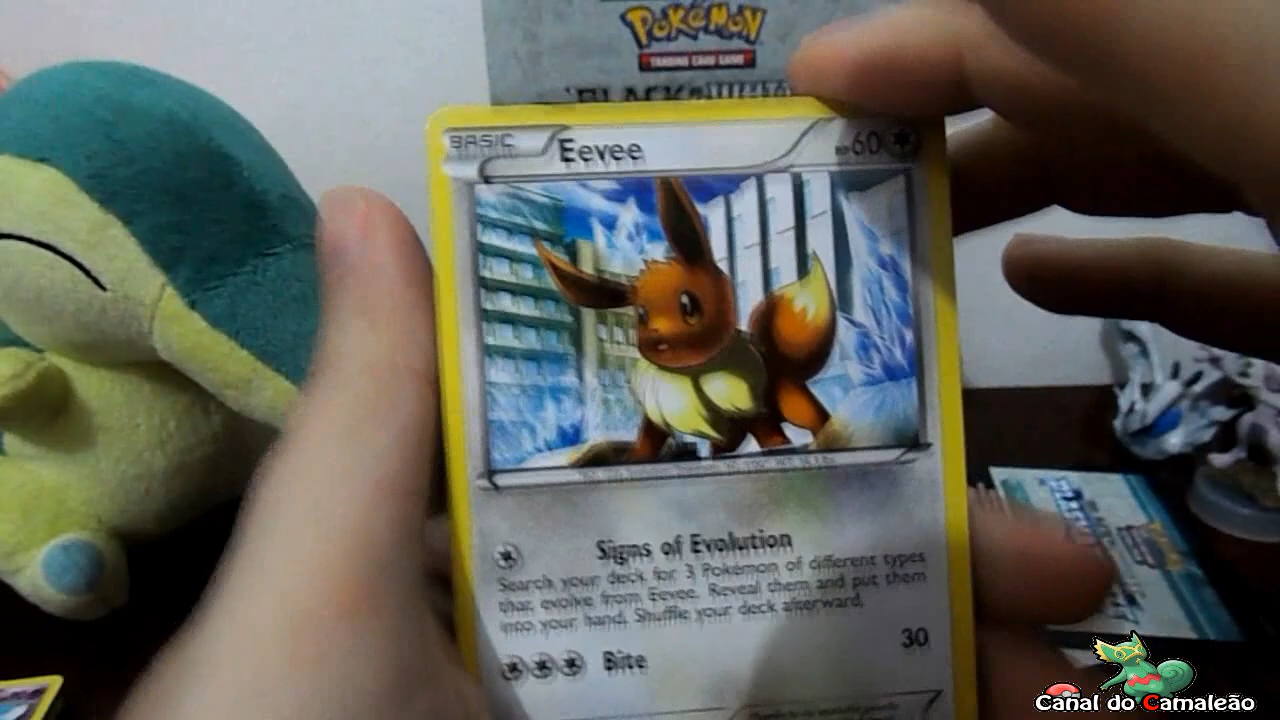 POKéMON
TRADING CARD GAME
BLACK
BASIC
Eevee
HP60
Signs of Evolution
Search your deck for 3 Pokémon of different types
that evolve from Eevee. Reveal them and put them
into your hand. Shuffle your deck afterward.
Bite 30
Canal do Camaleão